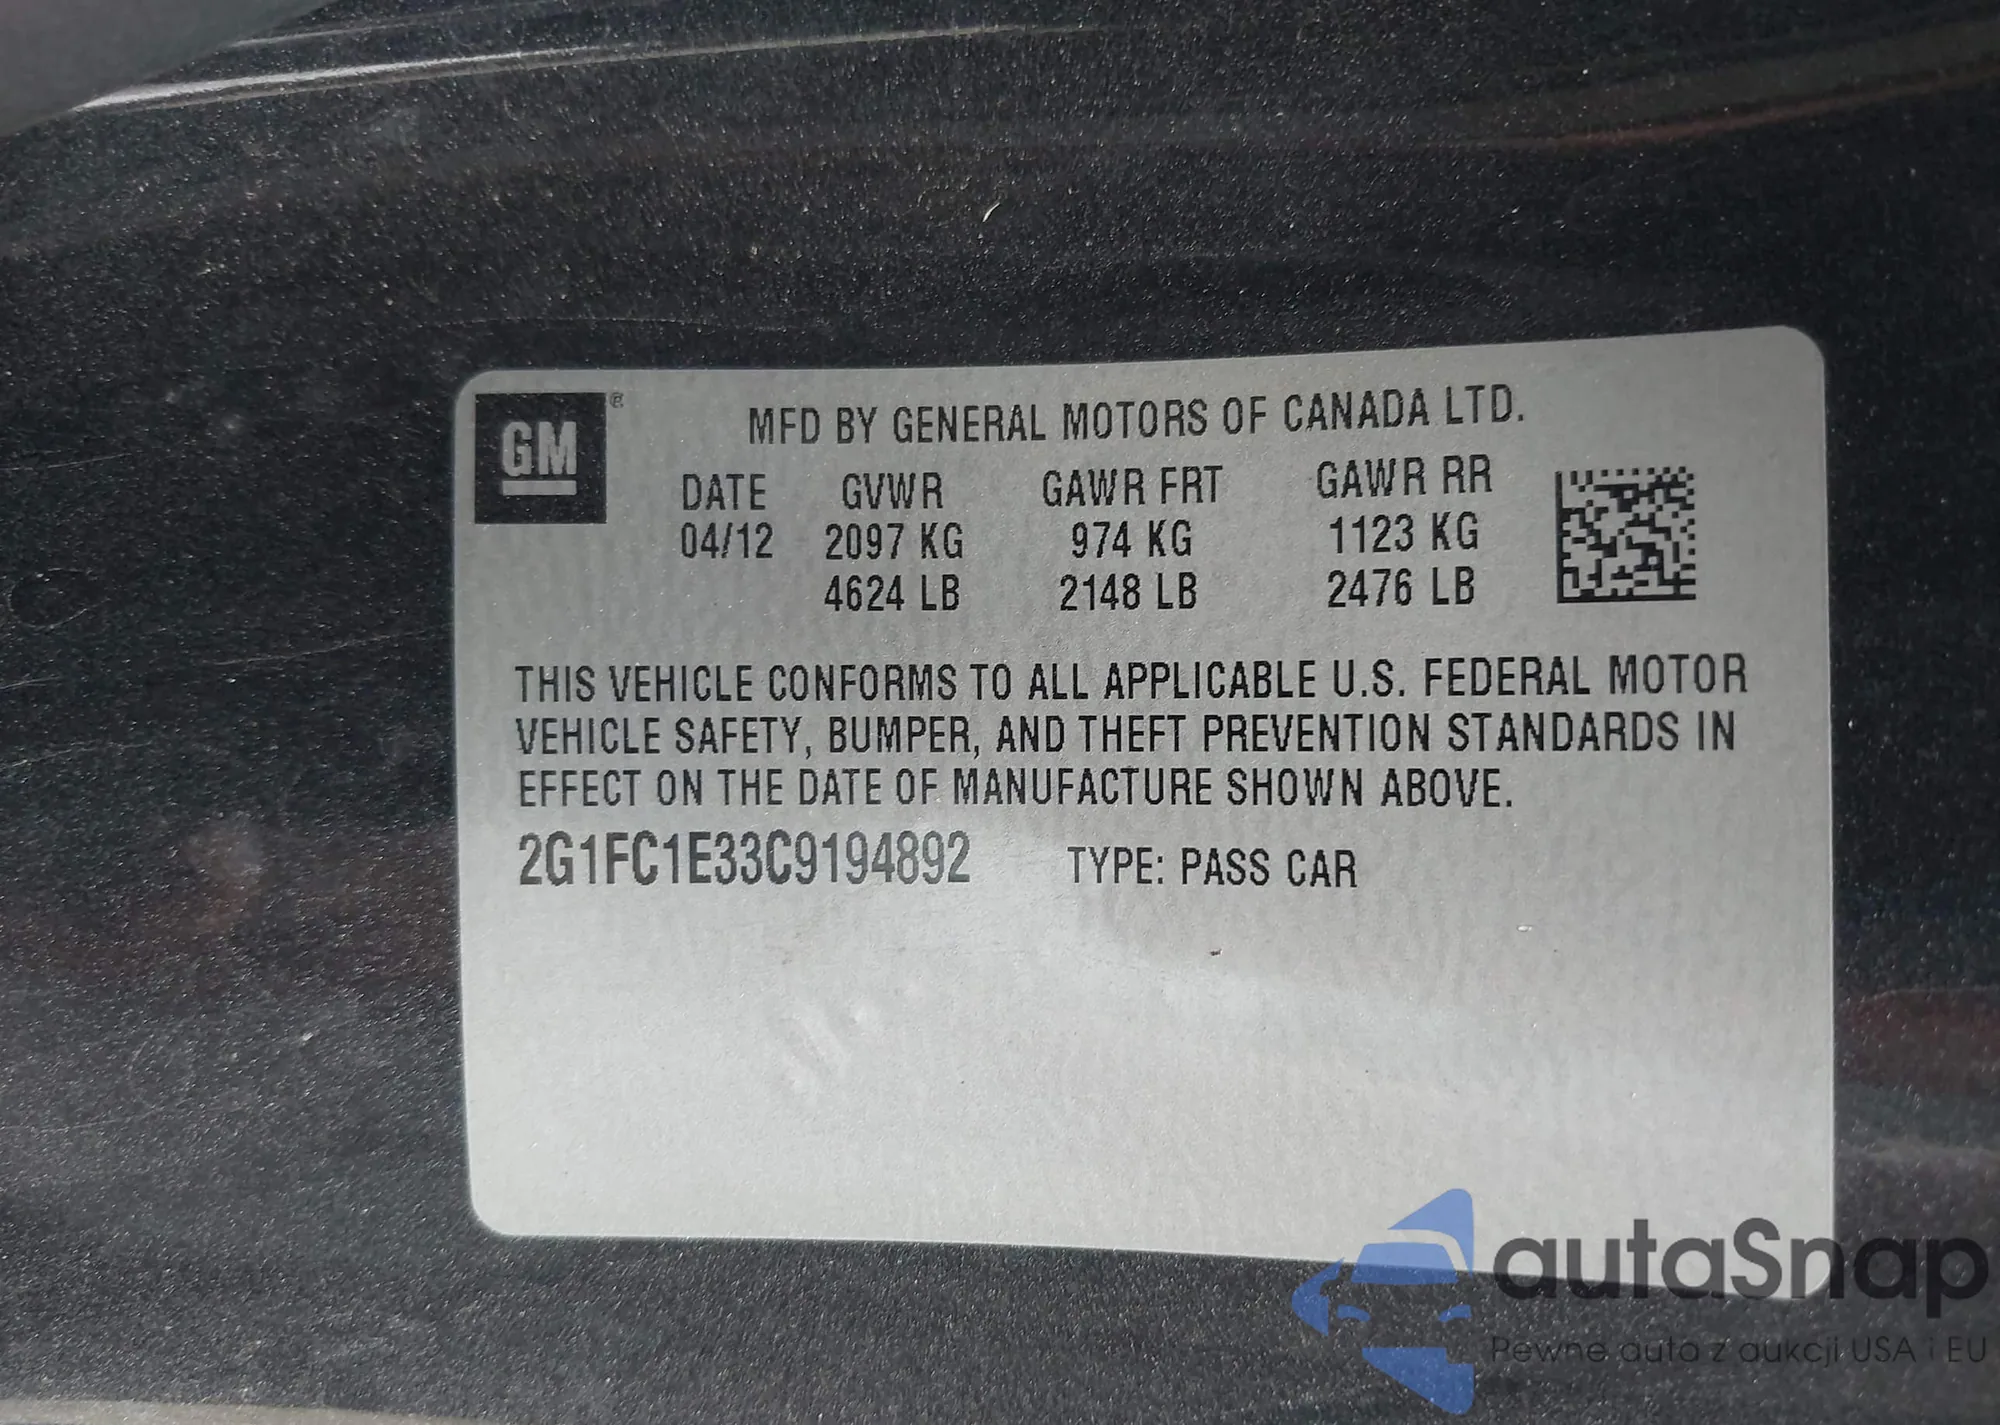 GM ®
MFD BY GENERAL MOTORS OF CANADA LTD.
DATE GVWR GAWR FRT GAWR RR
04/12 2097 KG 974 KG 1123 KG
4624 LB 2148 LB 2476 LB
THIS VEHICLE CONFORMS TO ALL APPLICABLE U.S. FEDERAL MOTOR
VEHICLE SAFETY, BUMPER, AND THEFT PREVENTION STANDARDS IN
EFFECT ON THE DATE OF MANUFACTURE SHOWN ABOVE.
2G1FC1E33C9194892 TYPE: PASS CAR
autaSnap
Pewne auta z aukcji USA i EU